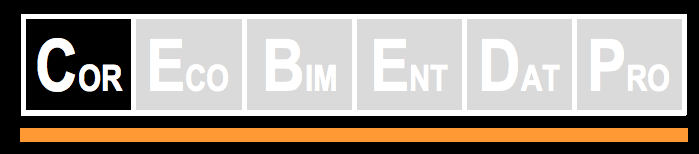 COR ECO BIM ENT DAT PRO